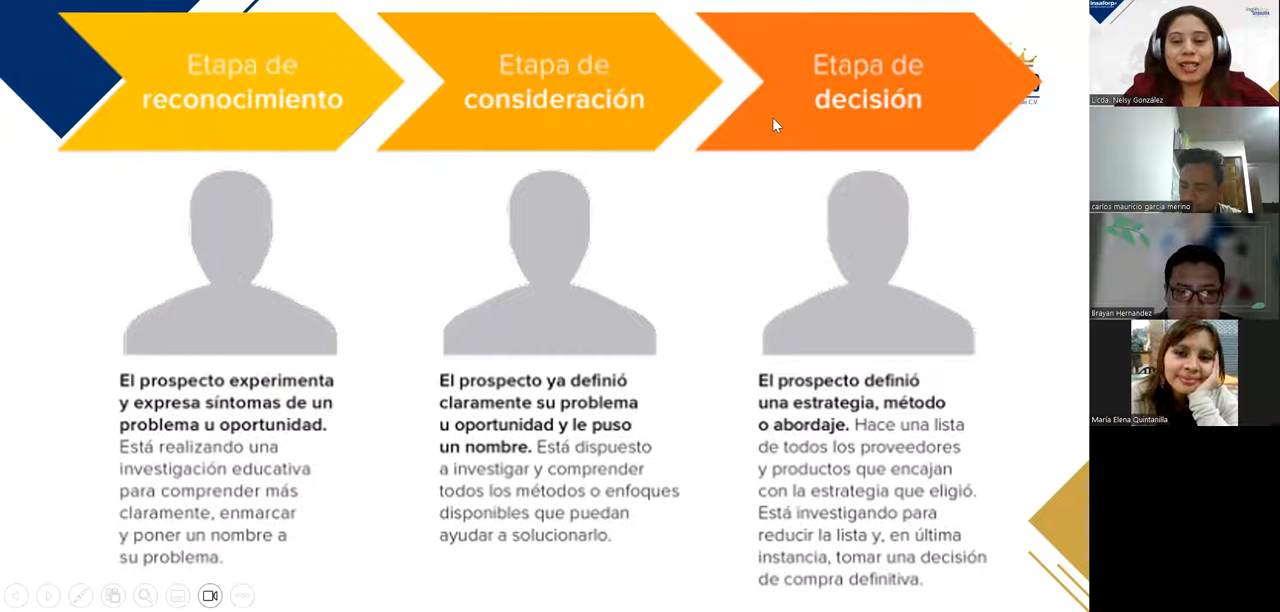 Etapa de
reconocimiento
Etapa de
consideración
Etapa de
decisión
de C.V.
El prospecto experimenta
y expresa síntomas de un
problema u oportunidad.
Está realizando una
investigación educativa
para comprender más
claramente, enmarcar
y poner un nombre a
su problema.
El prospecto ya definió
claramente su problema
u oportunidad y le puso
un nombre. Está dispuesto
a investigar y comprender
todos los métodos o enfoques
disponibles que puedan
ayudar a solucionarlo.
El prospecto definió
una estrategia, método
o abordaje. Hace una lista
de todos los proveedores
y productos que encajan
con la estrategia que eligió.
Está investigando para
reducir la lista y, en última
instancia, tomar una decisión
de compra definitiva.
Insaforp
Licda. Nelsy González
carlos mauricio garcia merino
Brayan Hernandez
María Elena Quintanilla